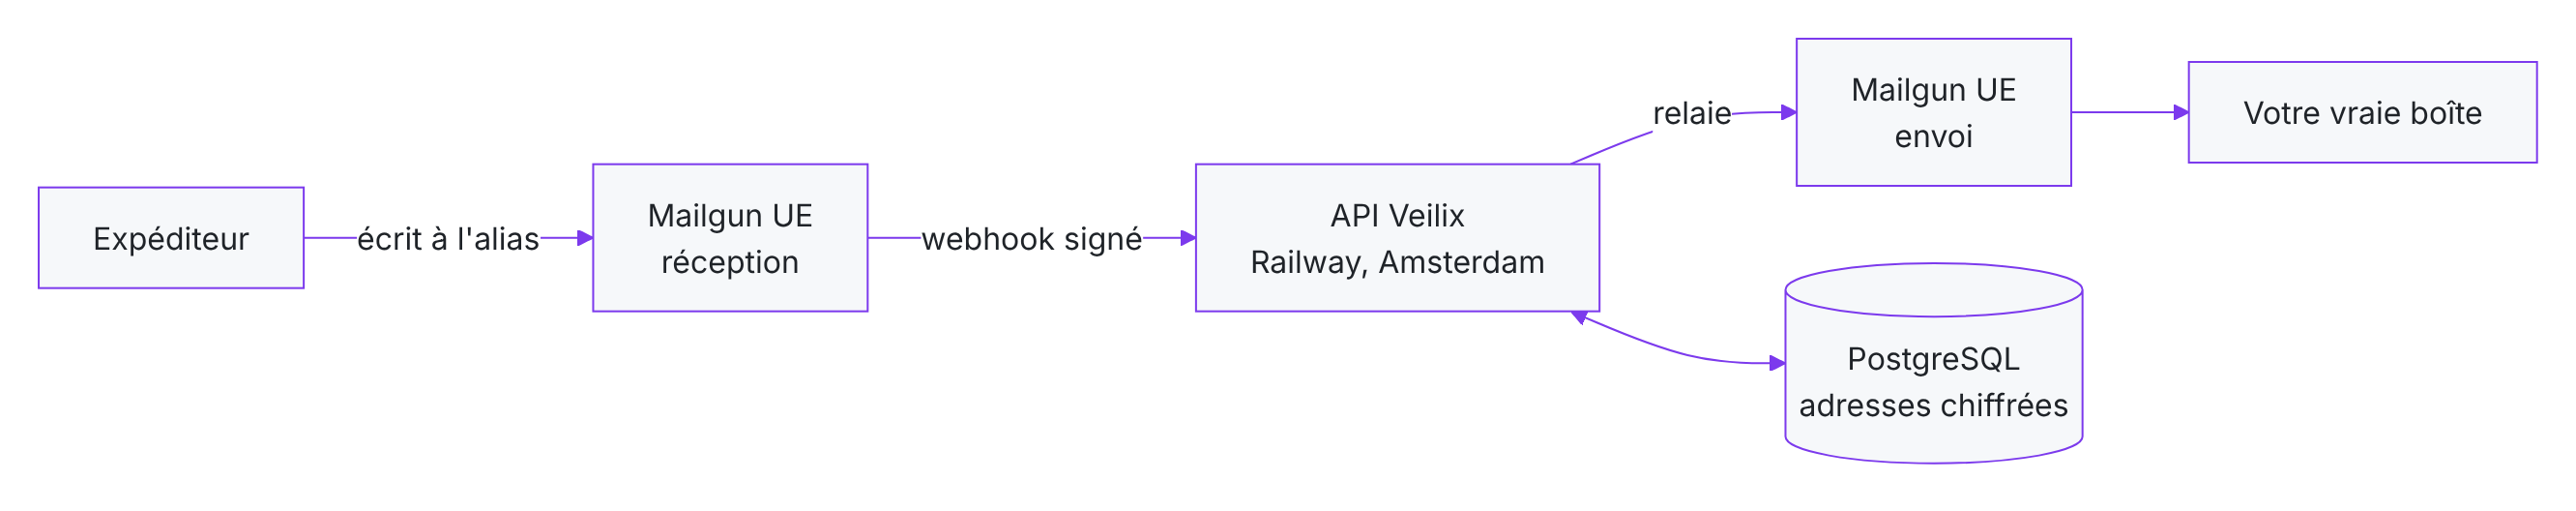 Expéditeur
écrit à l'alias
Mailgun UE
réception
webhook signé
API Veilix
Railway, Amsterdam
relaie
Mailgun UE
envoi
Votre vraie boîte
PostgreSQL
adresses chiffrées